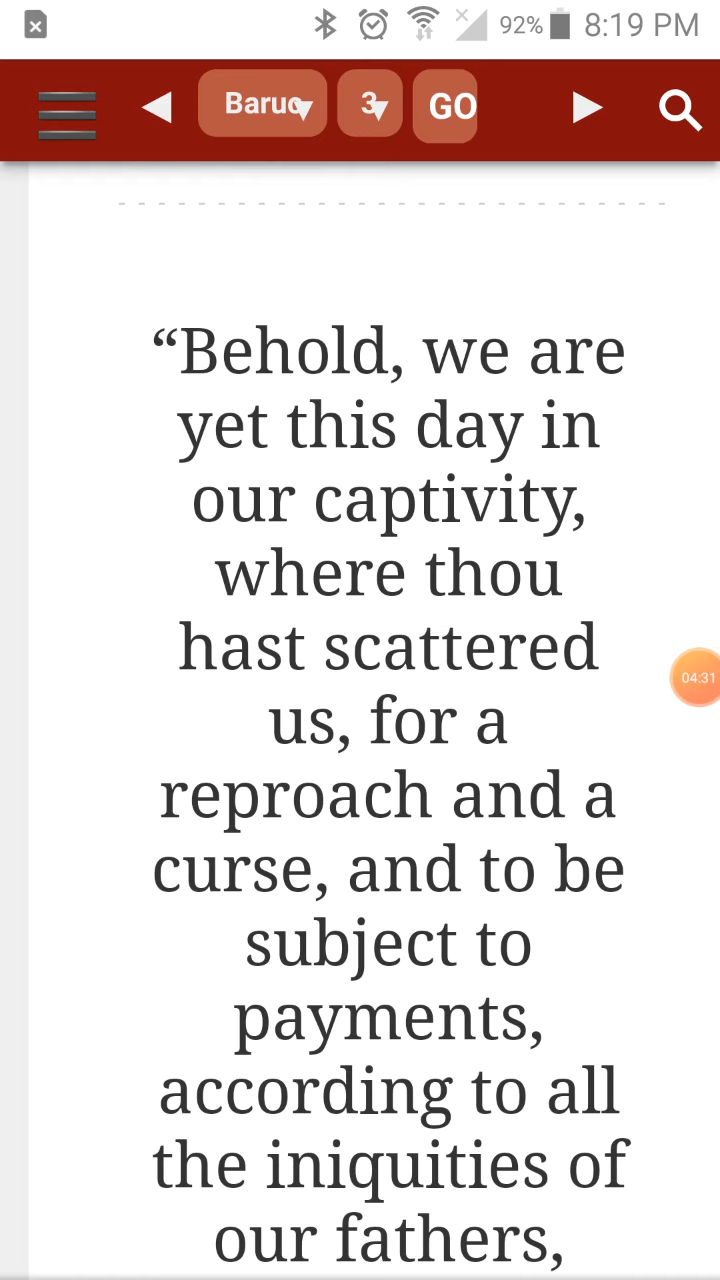 92% 8:19 PM
Baruc 3 GO
“Behold, we are
yet this day in
our captivity,
where thou
hast scattered
us, for a
reproach and a
curse, and to be
subject to
payments,
according to all
the iniquities of
our fathers,
04:31